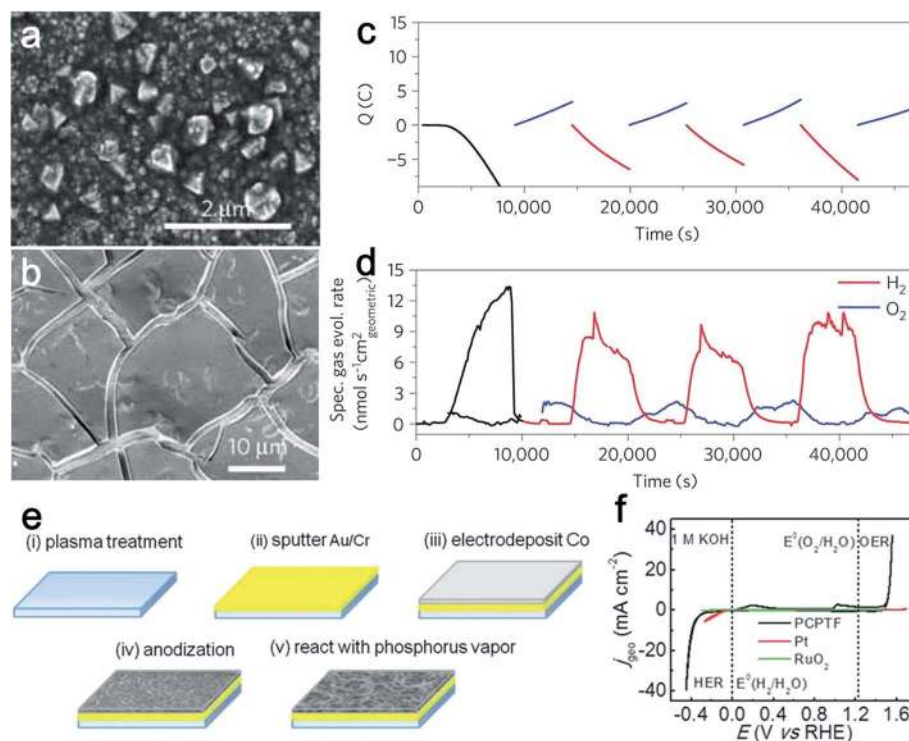 a
2 μm
b
10 μm
c
Q (C)
15
10
5
0
−5
0
10,000
20,000
30,000
40,000
Time (s)
d
Spec. gas evol. rate
(nmol s⁻¹cm²geometric)
15
12
9
6
3
0
H₂
O₂
0
10,000
20,000
30,000
40,000
Time (s)
e
(i) plasma treatment
(ii) sputter Au/Cr
(iii) electrodeposit Co
(iv) anodization
(v) react with phosphorus vapor
f
j geo (mA cm⁻²)
40
20
0
-20
-40
1 M KOH
E⁰(O₂/H₂O) OER
PCPTF
Pt
RuO₂
HER
E⁰(H₂/H₂O)
-0.4
0.0
0.4
0.8
1.2
1.6
E (V vs RHE)